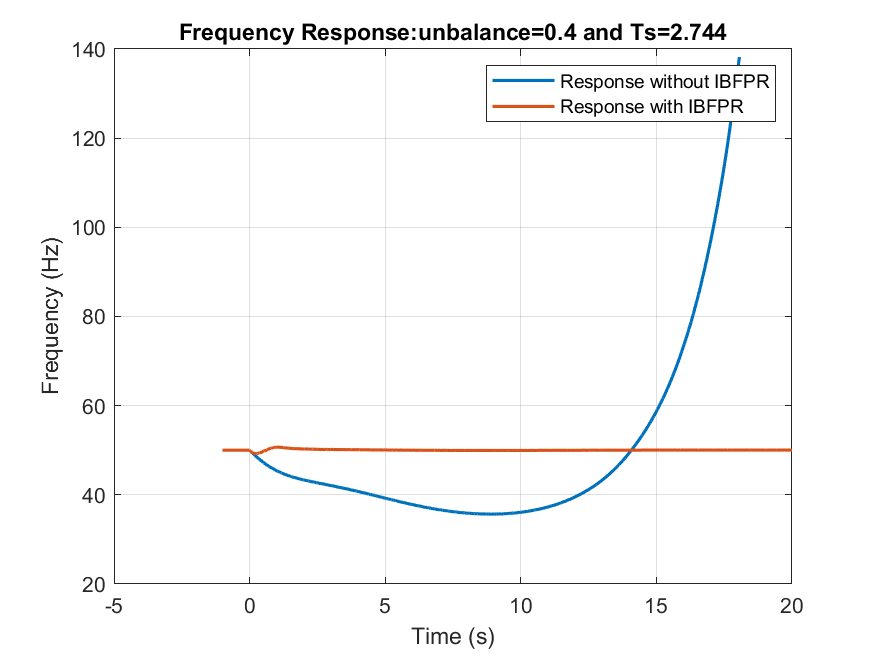 Frequency Response:unbalance=0.4 and Ts=2.744
Response without IBFPR
Response with IBFPR
Frequency (Hz)
140
120
100
80
60
40
20
-5 0 5 10 15 20
Time (s)